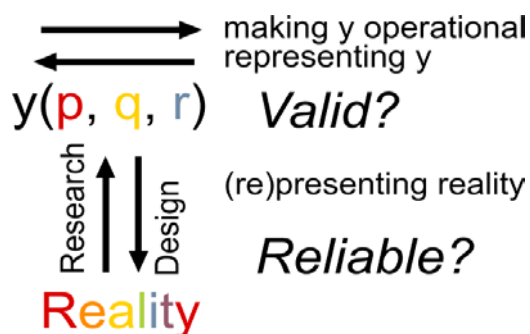 making y operational
representing y
y(p, q, r) Valid?
(re)presenting reality
Research
Design
Reliable?
Reality